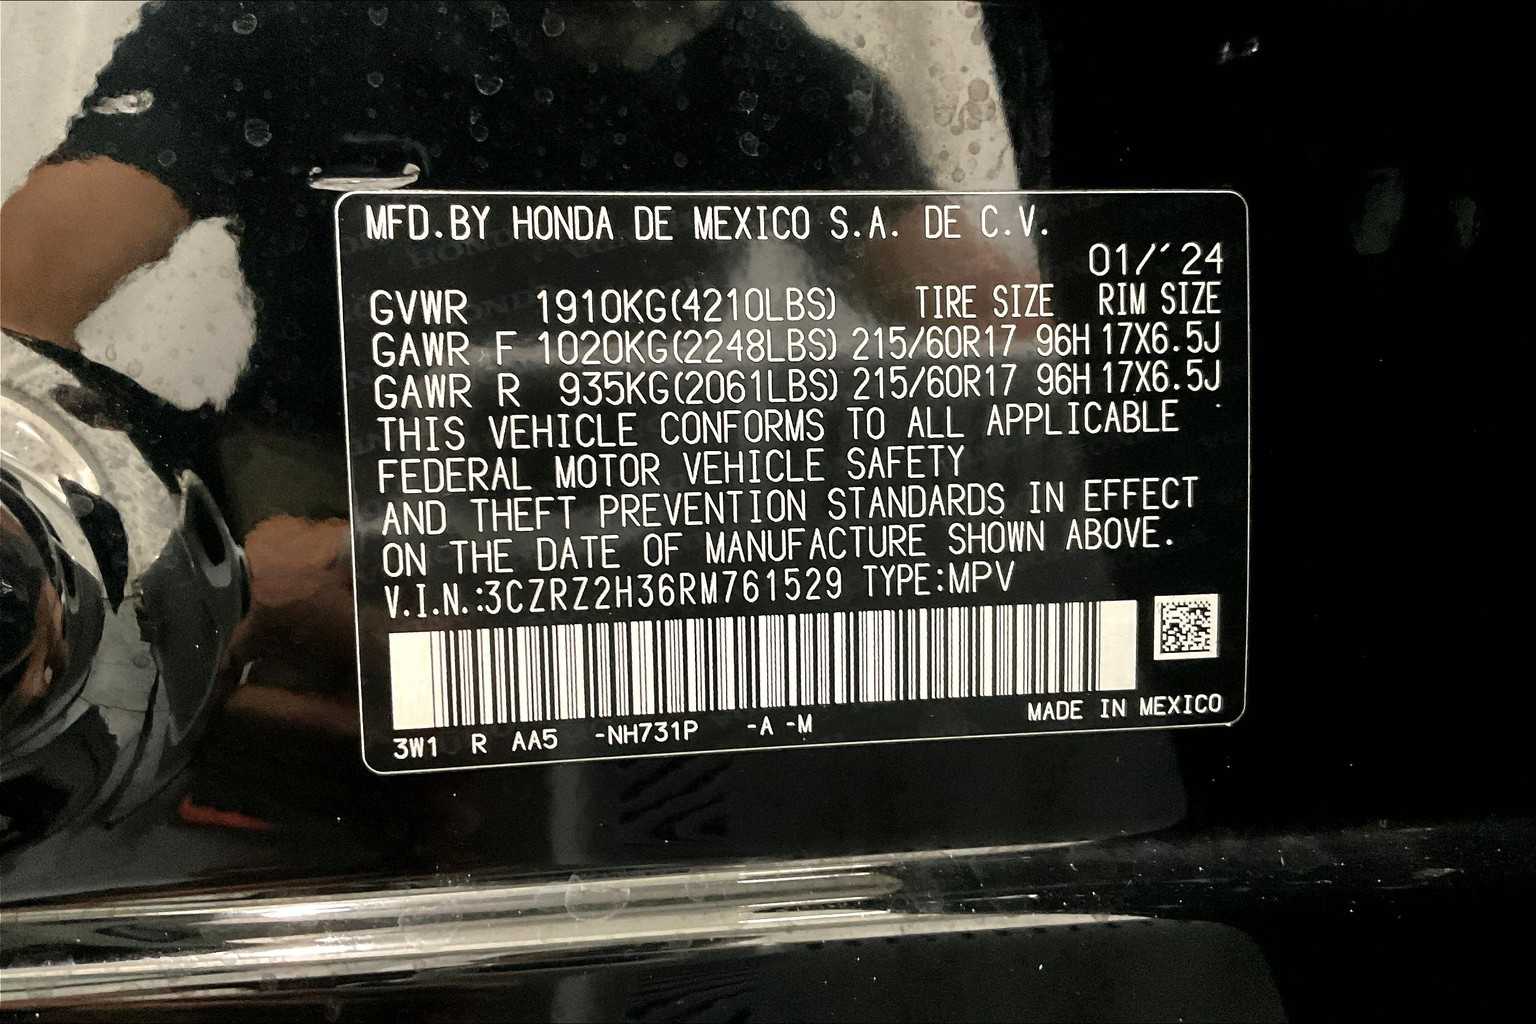 MFD.BY HONDA DE MEXICO S.A. DE C.V.
01/´24
GVWR 1910KG(4210LBS) TIRE SIZE RIM SIZE
GAWR F 1020KG(2248LBS) 215/60R17 96H 17X6.5J
GAWR R 935KG(2061LBS) 215/60R17 96H 17X6.5J
THIS VEHICLE CONFORMS TO ALL APPLICABLE
FEDERAL MOTOR VEHICLE SAFETY
AND THEFT PREVENTION STANDARDS IN EFFECT
ON THE DATE OF MANUFACTURE SHOWN ABOVE.
V.I.N.:3CZRZ2H36RM761529 TYPE:MPV
MADE IN MEXICO
3W1 R AA5 -NH731P -A -M